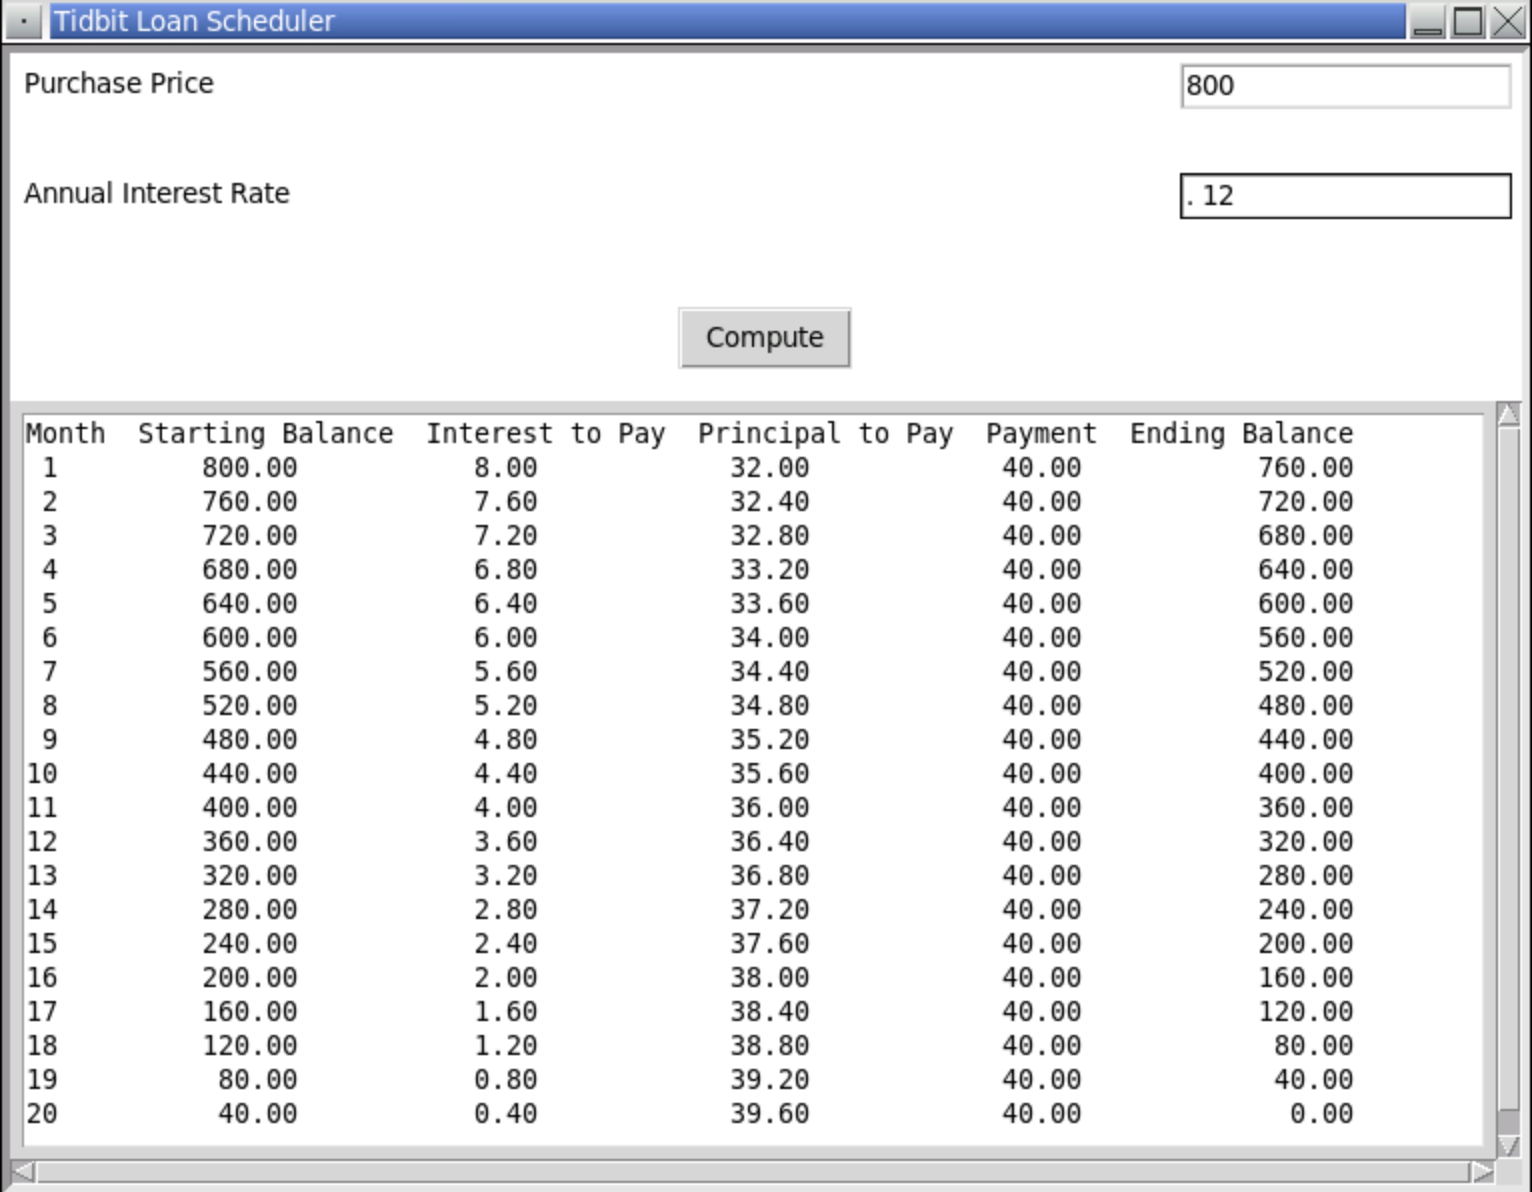 Tidbit Loan Scheduler
Purchase Price 800
Annual Interest Rate .12
Compute
Month Starting Balance Interest to Pay Principal to Pay Payment Ending Balance
1 800.00 8.00 32.00 40.00 760.00
2 760.00 7.60 32.40 40.00 720.00
3 720.00 7.20 32.80 40.00 680.00
4 680.00 6.80 33.20 40.00 640.00
5 640.00 6.40 33.60 40.00 600.00
6 600.00 6.00 34.00 40.00 560.00
7 560.00 5.60 34.40 40.00 520.00
8 520.00 5.20 34.80 40.00 480.00
9 480.00 4.80 35.20 40.00 440.00
10 440.00 4.40 35.60 40.00 400.00
11 400.00 4.00 36.00 40.00 360.00
12 360.00 3.60 36.40 40.00 320.00
13 320.00 3.20 36.80 40.00 280.00
14 280.00 2.80 37.20 40.00 240.00
15 240.00 2.40 37.60 40.00 200.00
16 200.00 2.00 38.00 40.00 160.00
17 160.00 1.60 38.40 40.00 120.00
18 120.00 1.20 38.80 40.00 80.00
19 80.00 0.80 39.20 40.00 40.00
20 40.00 0.40 39.60 40.00 0.00